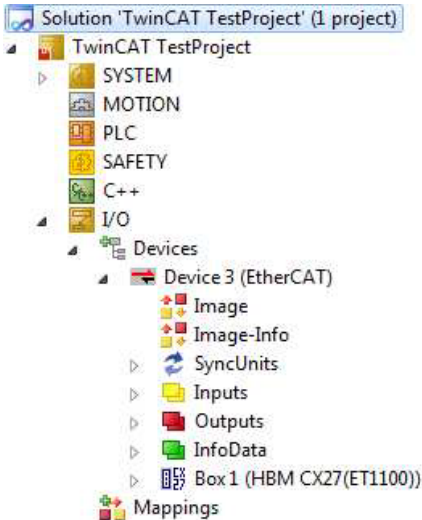 Solution 'TwinCAT TestProject' (1 project)
TwinCAT TestProject
SYSTEM
MOTION
PLC
SAFETY
C++
I/O
Devices
Device 3 (EtherCAT)
Image
Image-Info
SyncUnits
Inputs
Outputs
InfoData
Box 1 (HBM CX27(ET1100))
Mappings